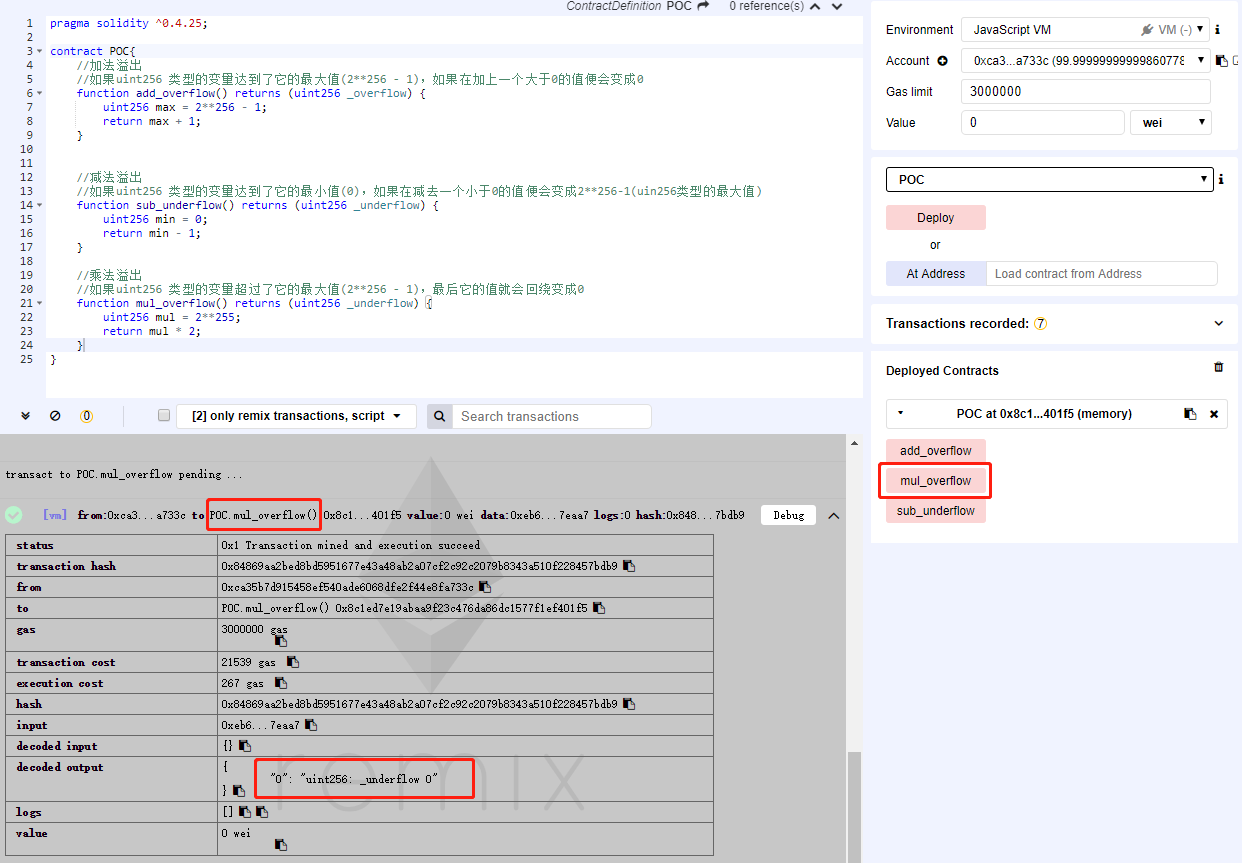 ContractDefinition POC 0 reference(s)
1 pragma solidity ^0.4.25;
2
3 contract POC{
4 //加法溢出
5 //如果uint256 类型的变量达到了它的最大值(2**256 - 1)，如果在加上一个大于0的值便会变成0
6 function add_overflow() returns (uint256 _overflow) {
7 uint256 max = 2**256 - 1;
8 return max + 1;
9 }
10
11
12 //减法溢出
13 //如果uint256 类型的变量达到了它的最小值(0)，如果在减去一个小于0的值便会变成2**256-1(uin256类型的最大值)
14 function sub_underflow() returns (uint256 _underflow) {
15 uint256 min = 0;
16 return min - 1;
17 }
18
19 //乘法溢出
20 //如果uint256 类型的变量超过了它的最大值(2**256 - 1)，最后它的值就会回绕变成0
21 function mul_overflow() returns (uint256 _underflow) {
22 uint256 mul = 2**255;
23 return mul * 2;
24 }
25 }
0 [2] only remix transactions, script Search transactions
transact to POC.mul_overflow pending ...
[vm] from:0xca3...a733c to POC.mul_overflow() 0x8c1...401f5 value:0 wei data:0xeb6...7eaa7 logs:0 hash:0x848...7bdb9 Debug
status 0x1 Transaction mined and execution succeed
transaction hash 0x84869aa2bed8bd5951677e43a48ab2a07cf2c92c2079b8343a510f228457bdb9
from 0xca35b7d915458ef540ade6068dfe2f44e8fa733c
to POC.mul_overflow() 0x8c1ed7e19abaa9f23c476da86dc1577f1ef401f5
gas 3000000 gas
transaction cost 21539 gas
execution cost 267 gas
hash 0x84869aa2bed8bd5951677e43a48ab2a07cf2c92c2079b8343a510f228457bdb9
input 0xeb6...7eaa7
decoded input {}
decoded output {
"0": "uint256: _underflow 0"
}
logs []
value 0 wei
remix
Environment JavaScript VM VM (-)
Account 0xca3...a733c (99.99999999999860778
Gas limit 3000000
Value 0 wei
POC
Deploy
or
At Address Load contract from Address
Transactions recorded: 7
Deployed Contracts
POC at 0x8c1...401f5 (memory)
add_overflow
mul_overflow
sub_underflow